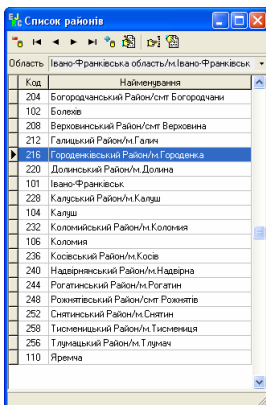 Список районів
Область Івано-Франківська область/м.Івано-Франківськ
Код Найменування
204 Богородчанський Район/смт Богородчани
102 Болехів
208 Верховинський Район/смт Верховина
212 Галицький Район/м.Галич
216 Городенківський Район/м.Городенка
220 Долинський Район/м.Долина
101 Івано-Франківськ
228 Калуський Район/м.Калуш
104 Калуш
232 Коломийський Район/м.Коломия
106 Коломия
236 Косівський Район/м.Косів
240 Надвірнянський Район/м.Надвірна
244 Рогатинський Район/м.Рогатин
248 Рожнятівський Район/смт Рожнятів
252 Снятинський Район/м.Снятин
258 Тисменицький Район/м.Тисмениця
256 Тлумацький Район/м.Тлумач
110 Яремча